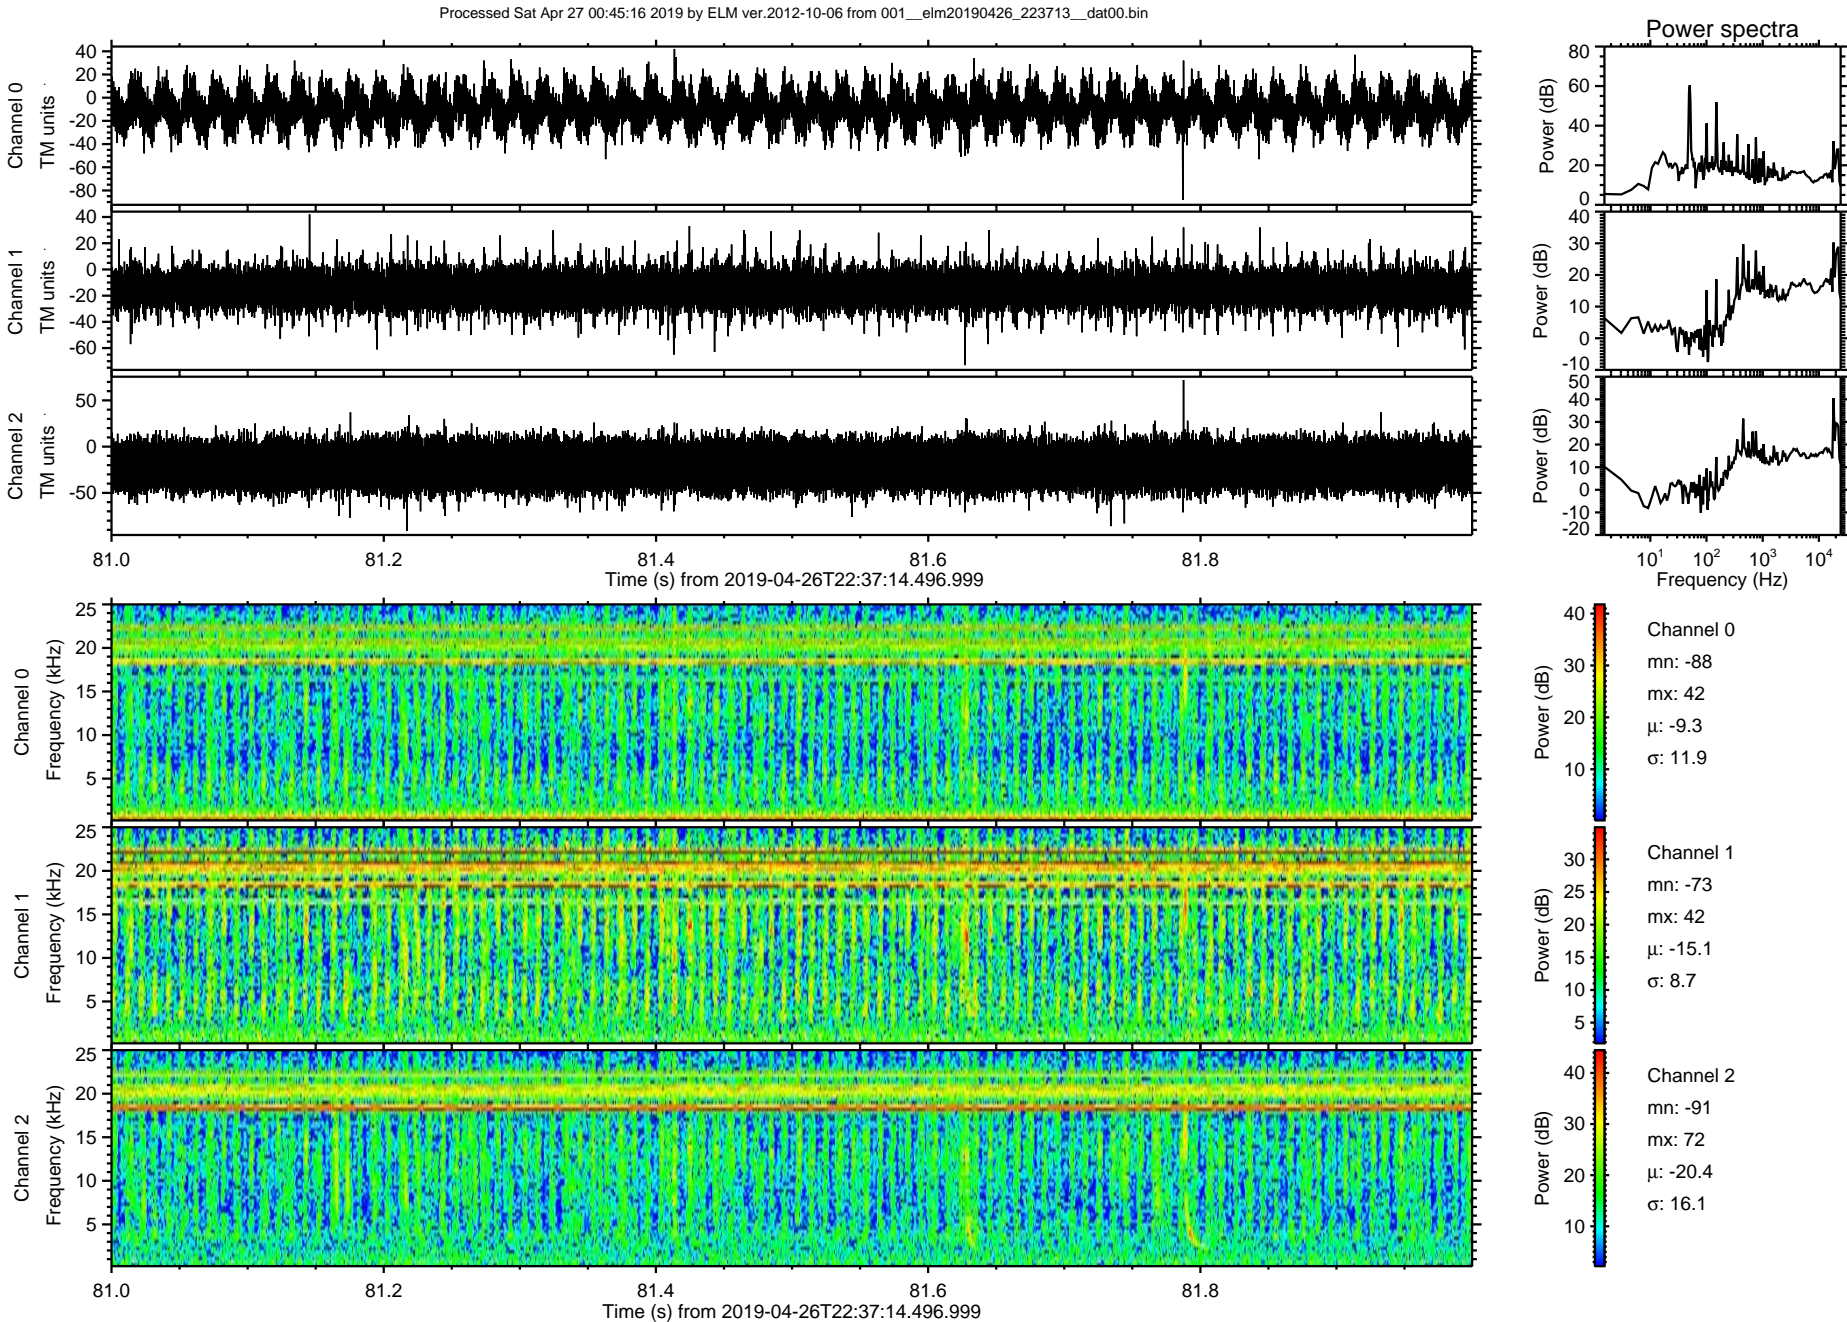 Processed Sat Apr 27 00:45:16 2019 by ELM ver.2012-10-06 from 001__elm20190426_223713__dat00.bin
Power spectra
Channel 0
TM units
40
20
0
-20
-40
-60
-80
Power (dB)
80
60
40
20
0
Channel 1
TM units
40
20
0
-20
-40
-60
Power (dB)
40
30
20
10
0
-10
Channel 2
TM units
50
0
-50
Power (dB)
50
40
30
20
10
0
-10
-20
81.0 81.2 81.4 81.6 81.8
Time (s) from 2019-04-26T22:37:14.496.999
10¹ 10² 10³ 10⁴
Frequency (Hz)
Channel 0
Frequency (kHz)
25
20
15
10
5
Power (dB)
40
30
20
10
Channel 0
mn: -88
mx: 42
μ: -9.3
σ: 11.9
Channel 1
Frequency (kHz)
25
20
15
10
5
Power (dB)
30
25
20
15
10
5
Channel 1
mn: -73
mx: 42
μ: -15.1
σ: 8.7
Channel 2
Frequency (kHz)
25
20
15
10
5
Power (dB)
40
30
20
10
Channel 2
mn: -91
mx: 72
μ: -20.4
σ: 16.1
81.0 81.2 81.4 81.6 81.8
Time (s) from 2019-04-26T22:37:14.496.999